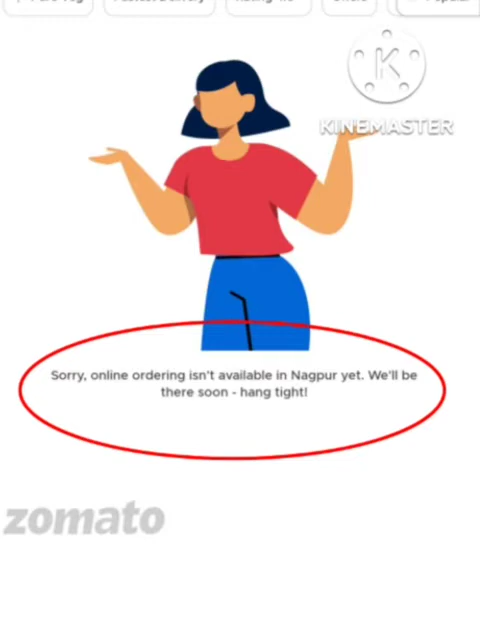 KINEMASTER
Sorry, online ordering isn't available in Nagpur yet. We'll be
there soon - hang tight!
zomato